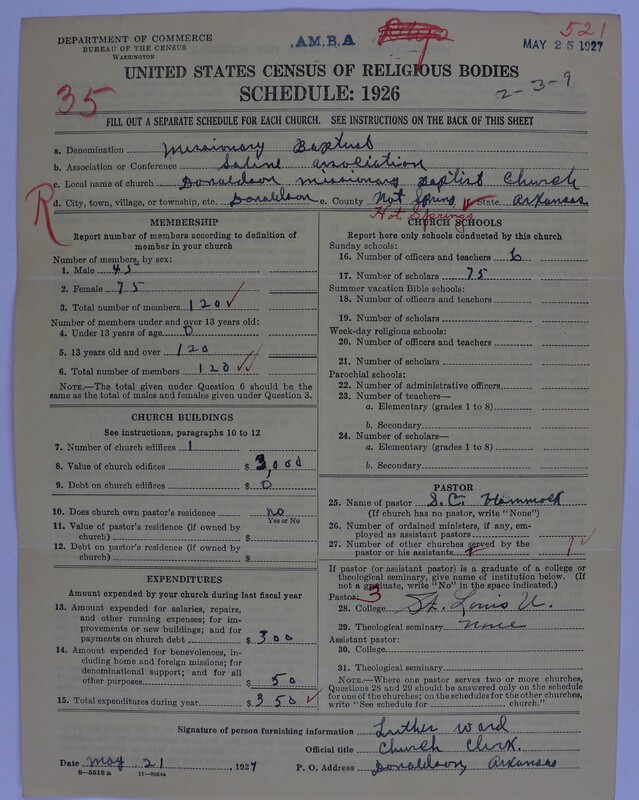 DEPARTMENT OF COMMERCE
BUREAU OF THE CENSUS
WASHINGTON
.A.M.B.A
521
MAY 25 1927
UNITED STATES CENSUS OF RELIGIOUS BODIES
SCHEDULE: 1926
35
2-3-9
FILL OUT A SEPARATE SCHEDULE FOR EACH CHURCH. SEE INSTRUCTIONS ON THE BACK OF THIS SHEET
a. Denomination Missionary Baptist
b. Association or Conference Saline association
c. Local name of church Donaldson missionary Baptist Church
d. City, town, village, or township, etc. Donaldson e. County Hot Spring State Arkansas
R
Hot Springs
MEMBERSHIP
Report number of members according to definition of
member in your church
Number of members, by sex:
1. Male 45
2. Female 75
3. Total number of members 120 ✓
Number of members under and over 13 years old:
4. Under 13 years of age 0
5. 13 years old and over 120
6. Total number of members 120 ✓✓
NOTE.—The total given under Question 6 should be
same as the total of males and females given under Question 3.
CHURCH BUILDINGS
See instructions, paragraphs 10 to 12
7. Number of church edifices 1
8. Value of church edifices $ 3,000
9. Debt on church edifices $ 0
10. Does church own pastor's residence no
Yes or No
11. Value of pastor's residence (if owned by
church) $
12. Debt on pastor's residence (if owned by
church) $
EXPENDITURES
Amount expended by your church during last fiscal year
13. Amount expended for salaries, repairs,
and other running expenses; for im-
provements or new buildings; and for
payments on church debt $ 300
14. Amount expended for benevolences, in-
cluding home and foreign missions; for
denominational support; and for all
other purposes $ 50
15. Total expenditures during year $ 350 ✓
CHURCH SCHOOLS
Report here only schools conducted by this church
Sunday schools:
16. Number of officers and teachers 6
17. Number of scholars 75
Summer vacation Bible schools:
18. Number of officers and teachers
19. Number of scholars
Week-day religious schools:
20. Number of officers and teachers
21. Number of scholars
Parochial schools:
22. Number of administrative officers
23. Number of teachers—
a. Elementary (grades 1 to 8)
b. Secondary
24. Number of scholars—
a. Elementary (grades 1 to 8)
b. Secondary
PASTOR
25. Name of pastor S. C. Hammock
(If church has no pastor, write "None")
26. Number of ordained ministers, if any, em-
ployed as assistant pastors
27. Number of other churches served by the
pastor or his assistants 1 ✓
If pastor (or assistant pastor) is a graduate of a college or
theological seminary, give name of institution below. (If
not a graduate, write "No" in the space indicated.)
Pastor: 3
28. College St. Louis U.
29. Theological seminary None
Assistant pastor:
30. College
31. Theological seminary
NOTE.—Where one pastor serves two or more churches,
Questions 28 and 29 should be answered only on the schedule
for one of the churches; on the schedules for the other churches,
write "See schedule for church."
Signature of person furnishing information Luther Ward
Official title Church Clerk.
Date May 21, 1927 P. O. Address Donaldson, Arkansas
8—5518a 11—9054a